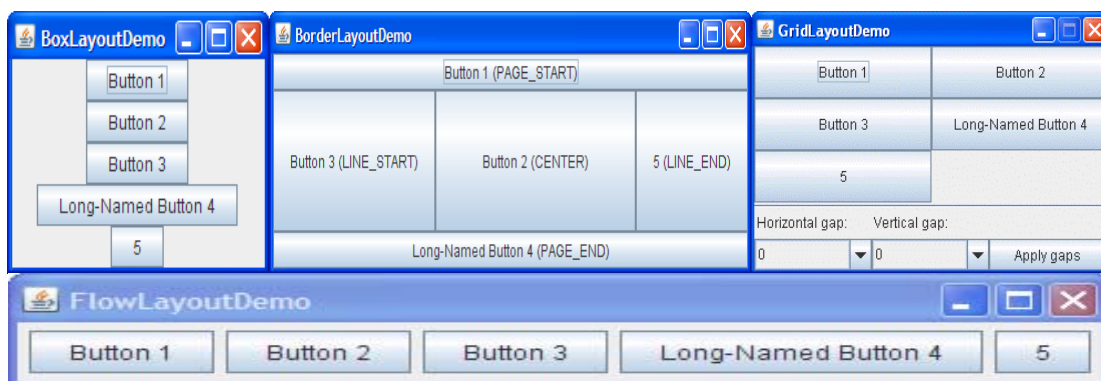 BoxLayoutDemo
Button 1
Button 2
Button 3
Long-Named Button 4
5
BorderLayoutDemo
Button 1 (PAGE_START)
Button 3 (LINE_START) Button 2 (CENTER) 5 (LINE_END)
Long-Named Button 4 (PAGE_END)
GridLayoutDemo
Button 1 Button 2
Button 3 Long-Named Button 4
5
Horizontal gap: Vertical gap:
0 0 Apply gaps
FlowLayoutDemo
Button 1 Button 2 Button 3 Long-Named Button 4 5